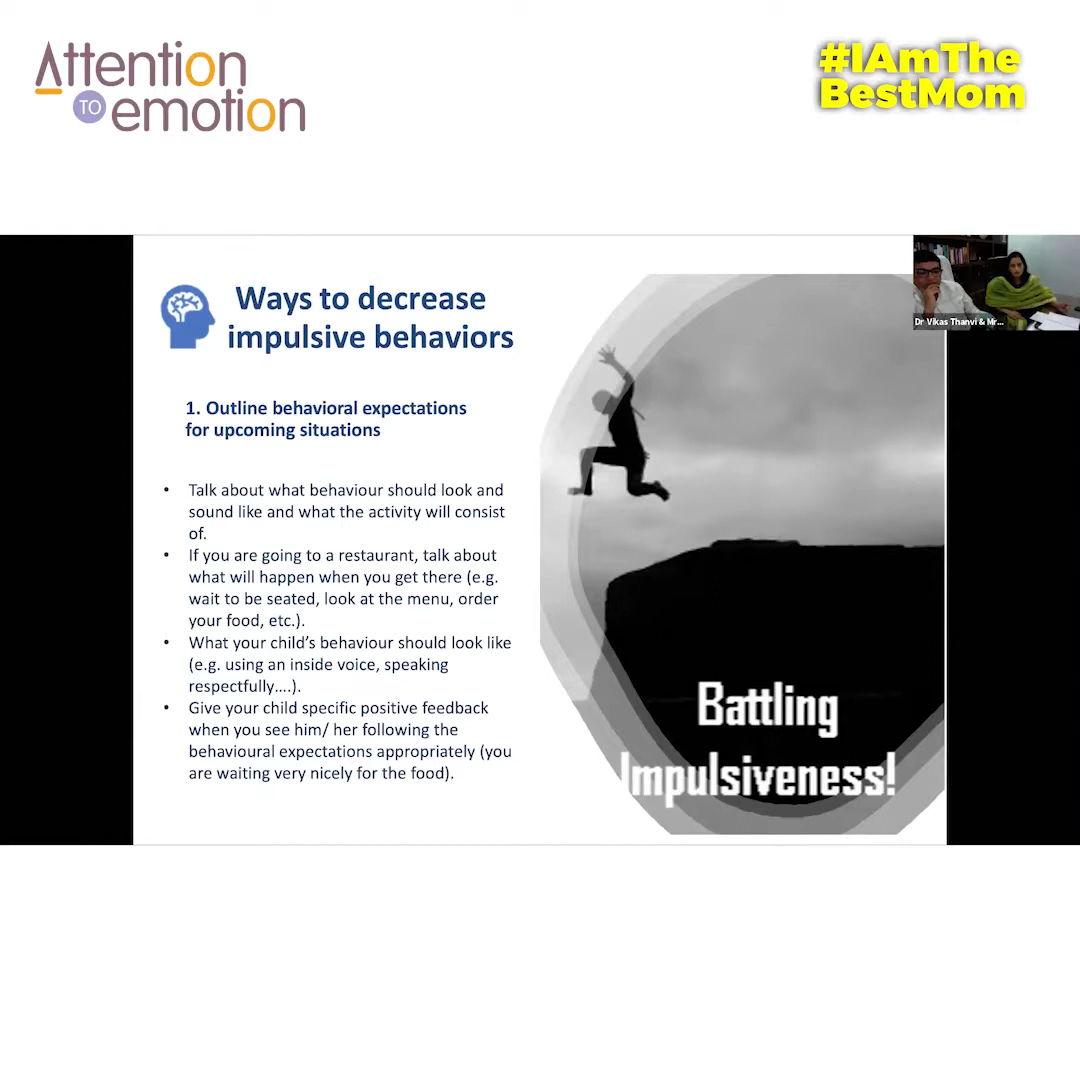 Attention
TO emotion
#IAmThe
BestMom
Ways to decrease
impulsive behaviors
Dr Vikas Thanvi & Mr...
1. Outline behavioral expectations
for upcoming situations
• Talk about what behaviour should look and
sound like and what the activity will consist
of.
• If you are going to a restaurant, talk about
what will happen when you get there (e.g.
wait to be seated, look at the menu, order
your food, etc.).
• What your child's behaviour should look like
(e.g. using an inside voice, speaking
respectfully....).
• Give your child specific positive feedback
when you see him/ her following the
behavioural expectations appropriately (you
are waiting very nicely for the food).
Battling
Impulsiveness!